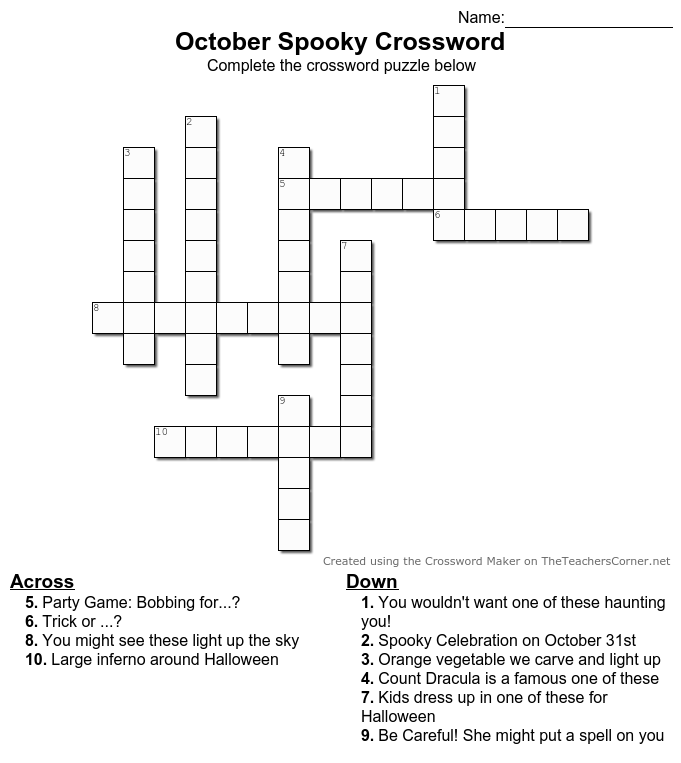 Name:
October Spooky Crossword
Complete the crossword puzzle below
1
2
3
4
5
6
7
8
9
10
Created using the Crossword Maker on TheTeachersCorner.net
Across
5. Party Game: Bobbing for...?
6. Trick or ...?
8. You might see these light up the sky
10. Large inferno around Halloween
Down
1. You wouldn't want one of these haunting
you!
2. Spooky Celebration on October 31st
3. Orange vegetable we carve and light up
4. Count Dracula is a famous one of these
7. Kids dress up in one of these for
Halloween
9. Be Careful! She might put a spell on you